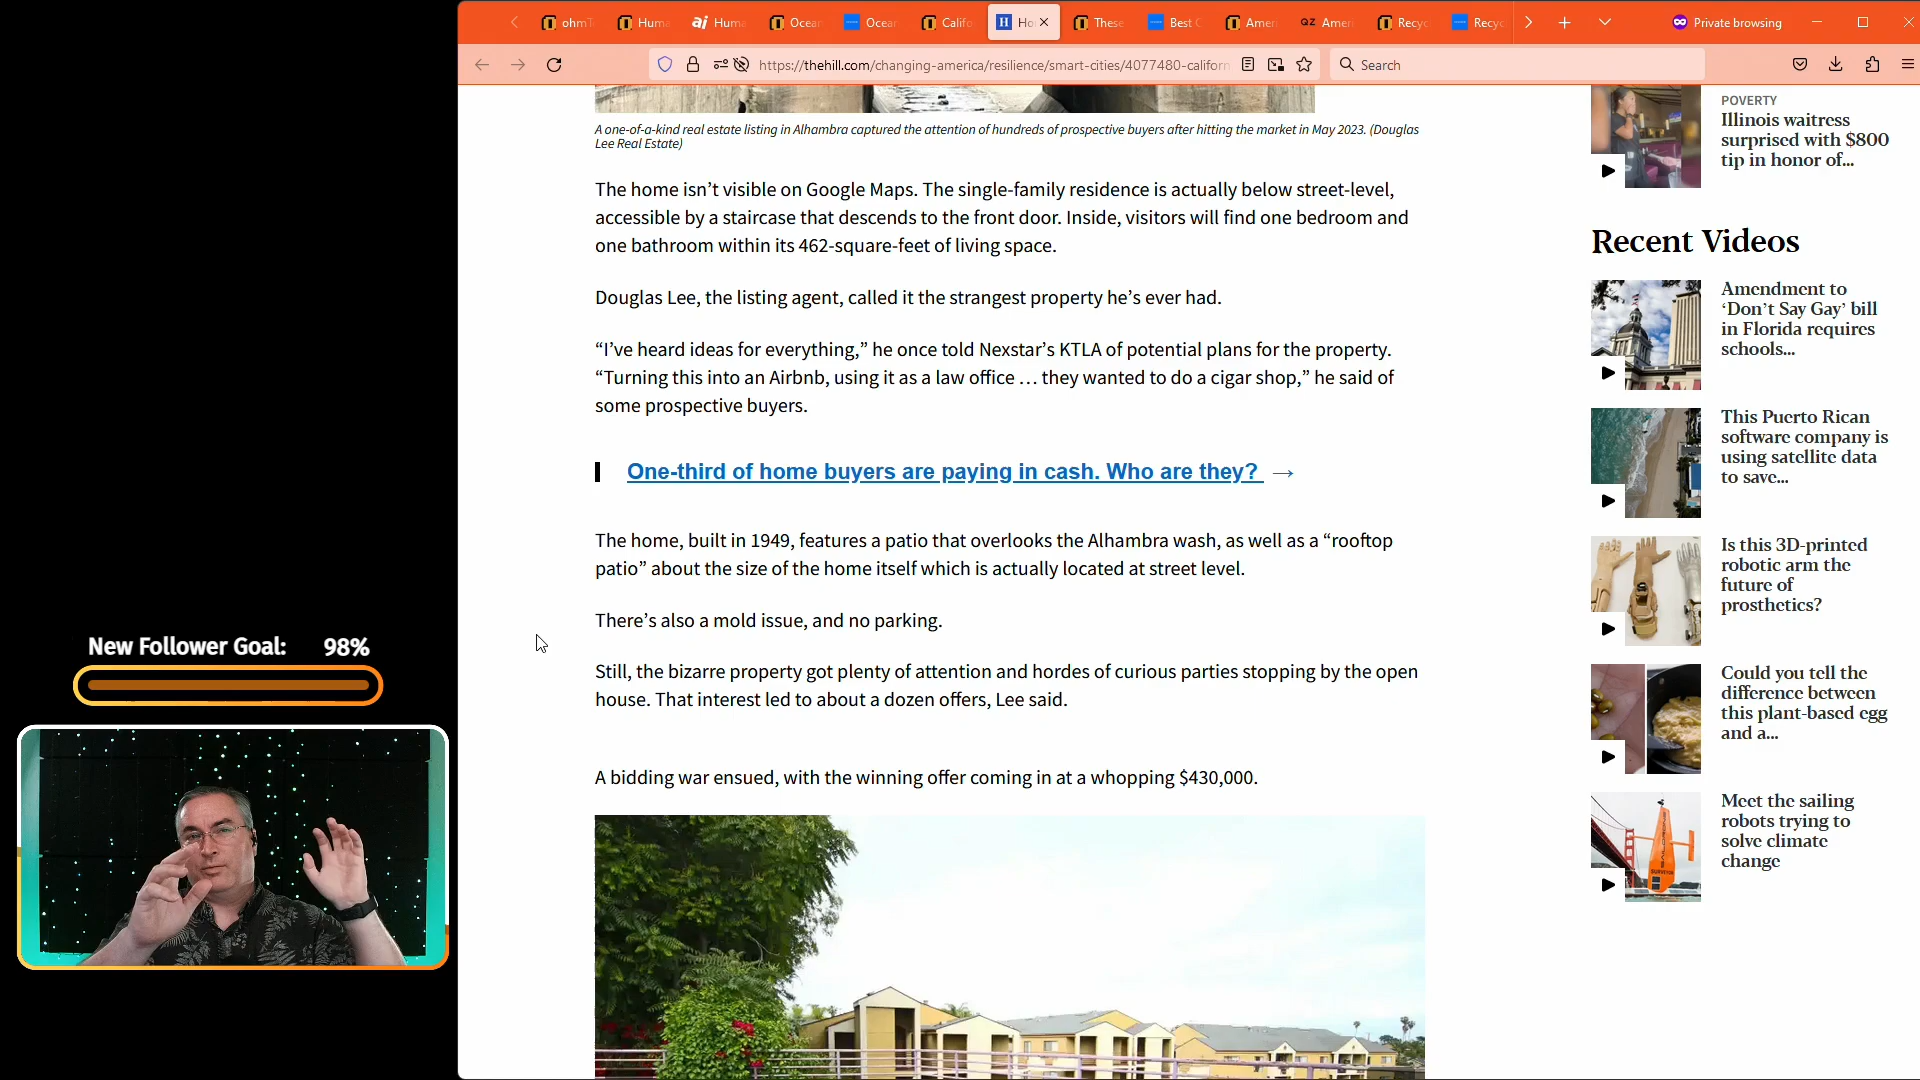 ohmT
Huma
ai Huma
Ocean
Ocean
Califo
H Ho
These
Best
Amer
QZ Amer
Recyc
Recyc
Private browsing
https://thehill.com/changing-america/resilience/smart-cities/4077480-californ
Search
A one-of-a-kind real estate listing in Alhambra captured the attention of hundreds of prospective buyers after hitting the market in May 2023. (Douglas
Lee Real Estate)
The home isn’t visible on Google Maps. The single-family residence is actually below street-level,
accessible by a staircase that descends to the front door. Inside, visitors will find one bedroom and
one bathroom within its 462-square-feet of living space.
Douglas Lee, the listing agent, called it the strangest property he’s ever had.
“I’ve heard ideas for everything,” he once told Nexstar’s KTLA of potential plans for the property.
“Turning this into an Airbnb, using it as a law office … they wanted to do a cigar shop,” he said of
some prospective buyers.
One-third of home buyers are paying in cash. Who are they? →
The home, built in 1949, features a patio that overlooks the Alhambra wash, as well as a “rooftop
patio” about the size of the home itself which is actually located at street level.
There’s also a mold issue, and no parking.
Still, the bizarre property got plenty of attention and hordes of curious parties stopping by the open
house. That interest led to about a dozen offers, Lee said.
A bidding war ensued, with the winning offer coming in at a whopping $430,000.
POVERTY
Illinois waitress
surprised with $800
tip in honor of...
Recent Videos
Amendment to
‘Don’t Say Gay’ bill
in Florida requires
schools...
This Puerto Rican
software company is
using satellite data
to save...
Is this 3D-printed
robotic arm the
future of
prosthetics?
Could you tell the
difference between
this plant-based egg
and a...
Meet the sailing
robots trying to
solve climate
change
New Follower Goal: 98%